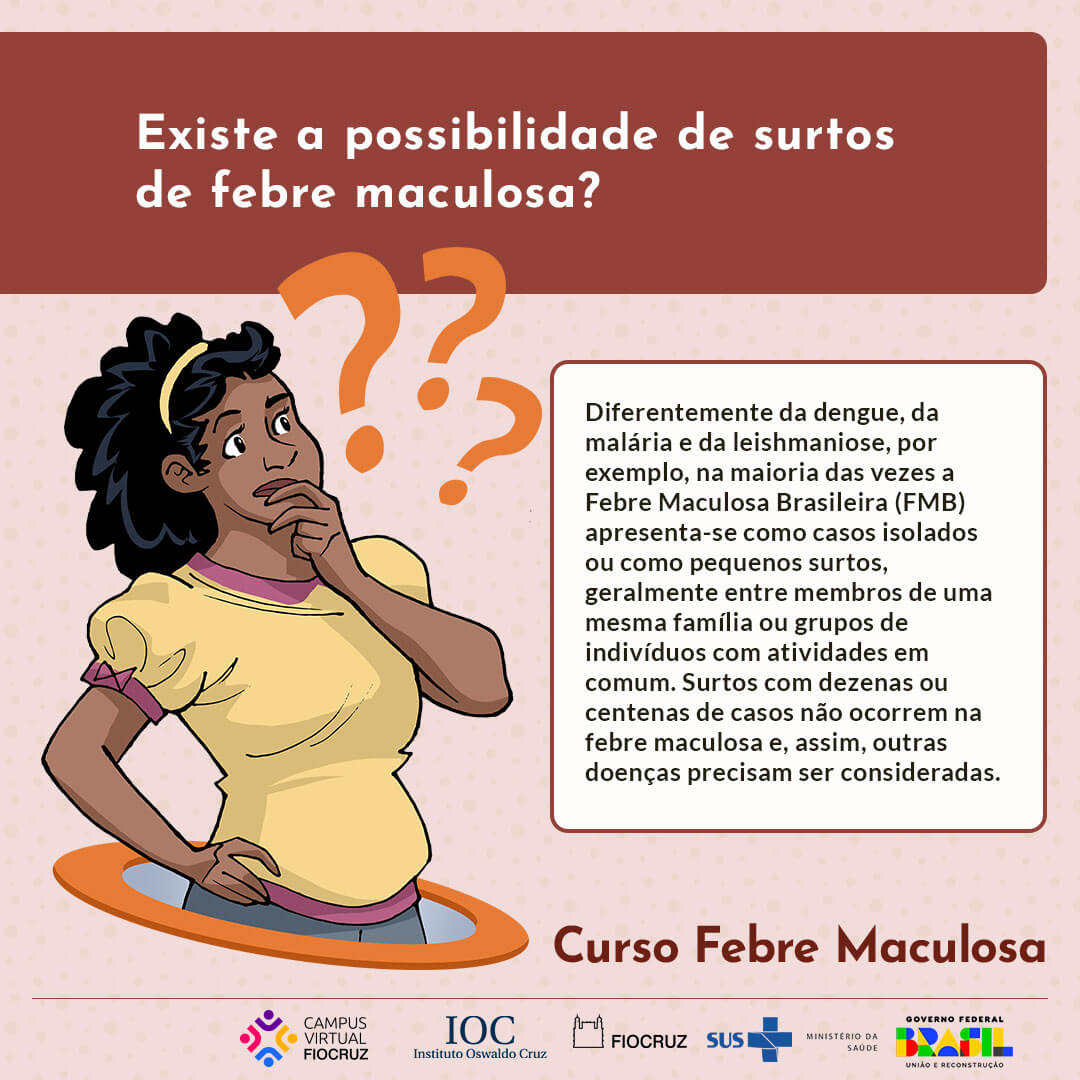 Existe a possibilidade de surtos
de febre maculosa?
???
Diferentemente da dengue, da
malária e da leishmaniose, por
exemplo, na maioria das vezes a
Febre Maculosa Brasileira (FMB)
apresenta-se como casos isolados
ou como pequenos surtos,
geralmente entre membros de uma
mesma família ou grupos de
indivíduos com atividades em
comum. Surtos com dezenas ou
centenas de casos não ocorrem na
febre maculosa e, assim, outras
doenças precisam ser consideradas.
Curso Febre Maculosa
CAMPUS
VIRTUAL
FIOCRUZ
IOC
Instituto Oswaldo Cruz
FIOCRUZ
SUS
MINISTÉRIO DA
SAÚDE
GOVERNO FEDERAL
BRASIL
UNIÃO E RECONSTRUÇÃO